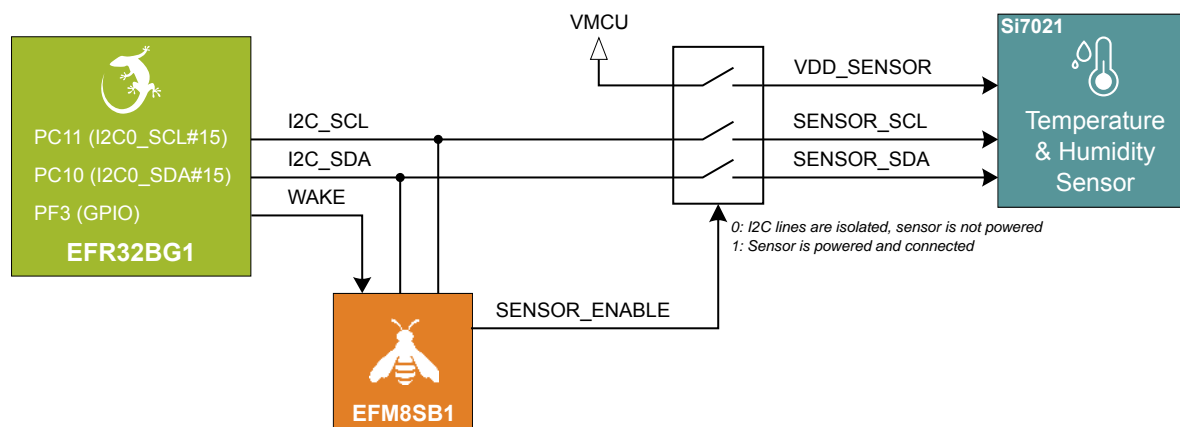 VMCU
Si7021
VDD_SENSOR
PC11 (I2C0_SCL#15)
I2C_SCL
SENSOR_SCL
Temperature
& Humidity
Sensor
PC10 (I2C0_SDA#15)
I2C_SDA
SENSOR_SDA
PF3 (GPIO)
WAKE
EFR32BG1
0: I2C lines are isolated, sensor is not powered
1: Sensor is powered and connected
SENSOR_ENABLE
EFM8SB1